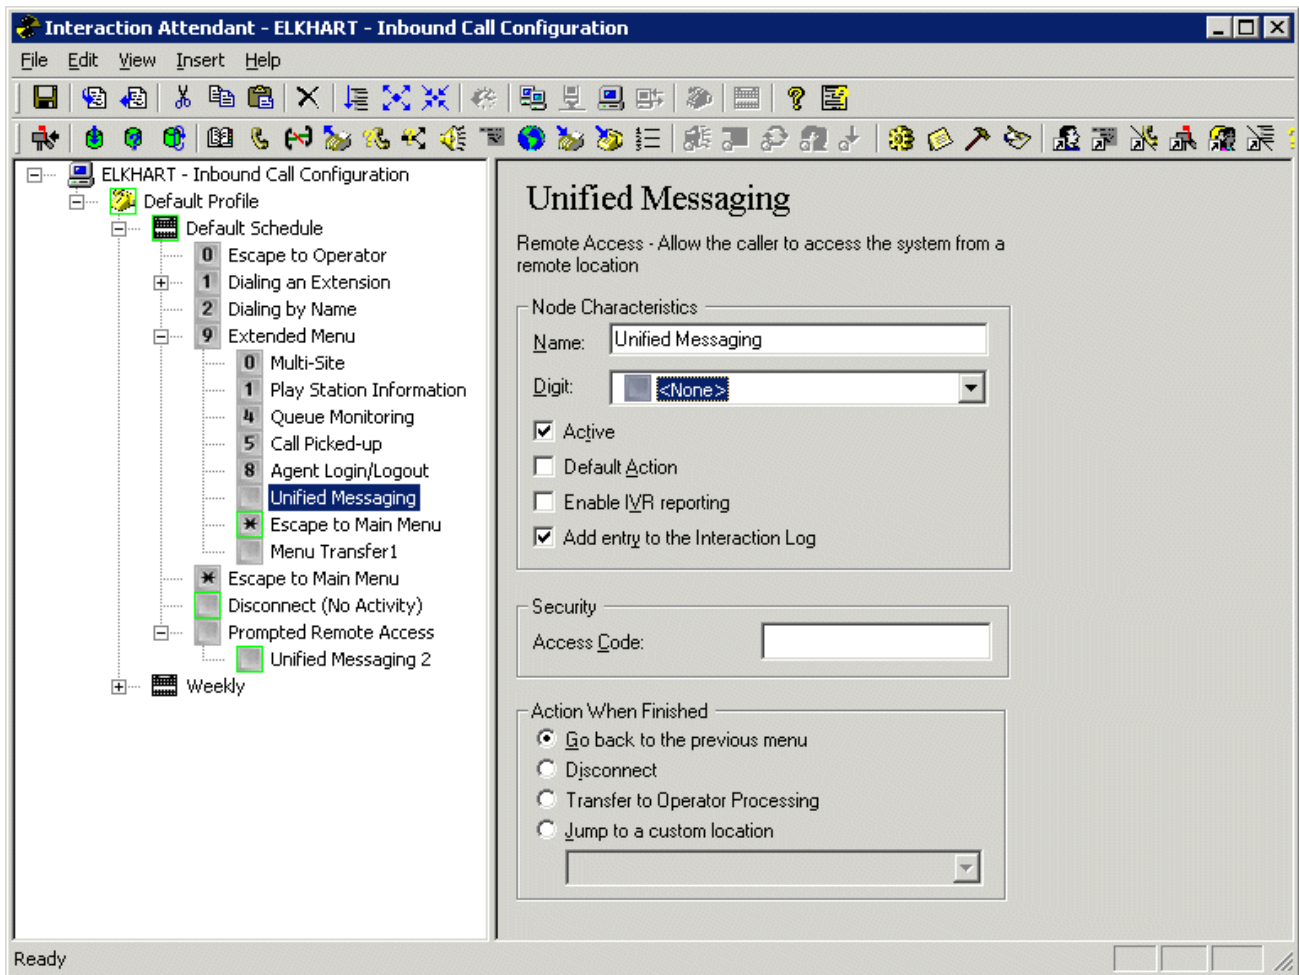 Interaction Attendant - ELKHART - Inbound Call Configuration
File Edit View Insert Help
ELKHART - Inbound Call Configuration
Default Profile
Default Schedule
0 Escape to Operator
1 Dialing an Extension
2 Dialing by Name
9 Extended Menu
0 Multi-Site
1 Play Station Information
4 Queue Monitoring
5 Call Picked-up
8 Agent Login/Logout
Unified Messaging
* Escape to Main Menu
Menu Transfer1
* Escape to Main Menu
Disconnect (No Activity)
Prompted Remote Access
Unified Messaging 2
Weekly
Unified Messaging
Remote Access - Allow the caller to access the system from a
remote location
Node Characteristics
Name: Unified Messaging
Digit: <None>
Active
Default Action
Enable IVR reporting
Add entry to the Interaction Log
Security
Access Code:
Action When Finished
Go back to the previous menu
Disconnect
Transfer to Operator Processing
Jump to a custom location
Ready